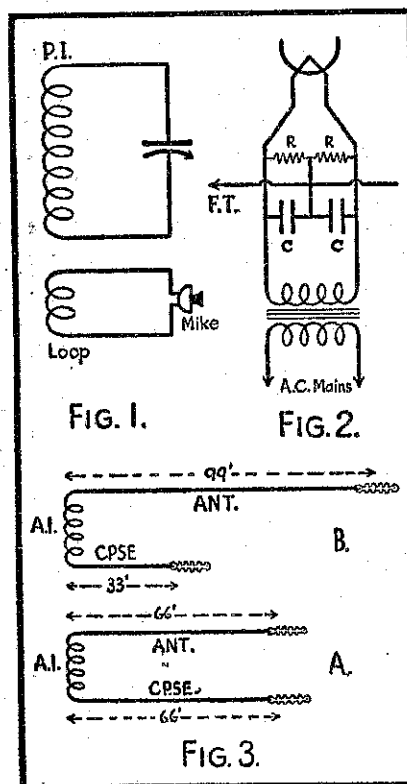 P.I.
Loop
Mike
FIG. 1.
R R
F.T.
C C
A.C. Mains
FIG. 2.
99'
A.I.
ANT.
B.
CPSE
33'
66'
A.I.
ANT.
A.
CPSE.
66'
FIG. 3.